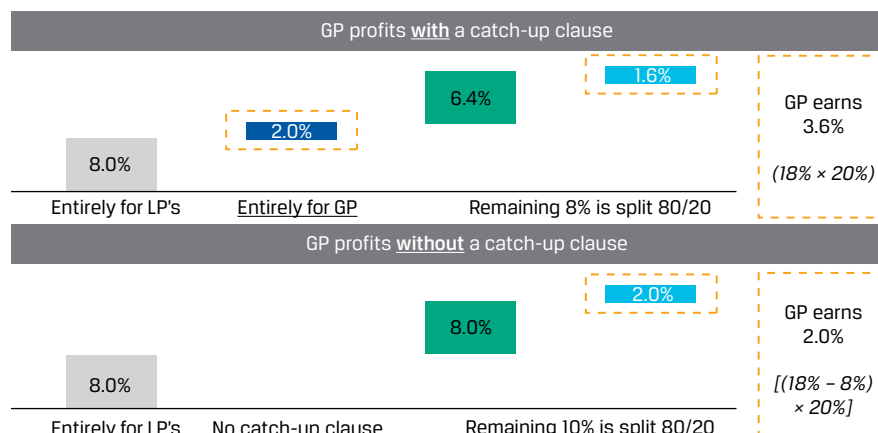 GP profits with a catch-up clause
1.6%
6.4%
2.0%
8.0%
GP earns
3.6%
(18% × 20%)
Entirely for LP's
Entirely for GP
Remaining 8% is split 80/20
GP profits without a catch-up clause
2.0%
8.0%
8.0%
GP earns
2.0%
[(18% – 8%)
× 20%]
Entirely for LP's
No catch-up clause
Remaining 10% is split 80/20